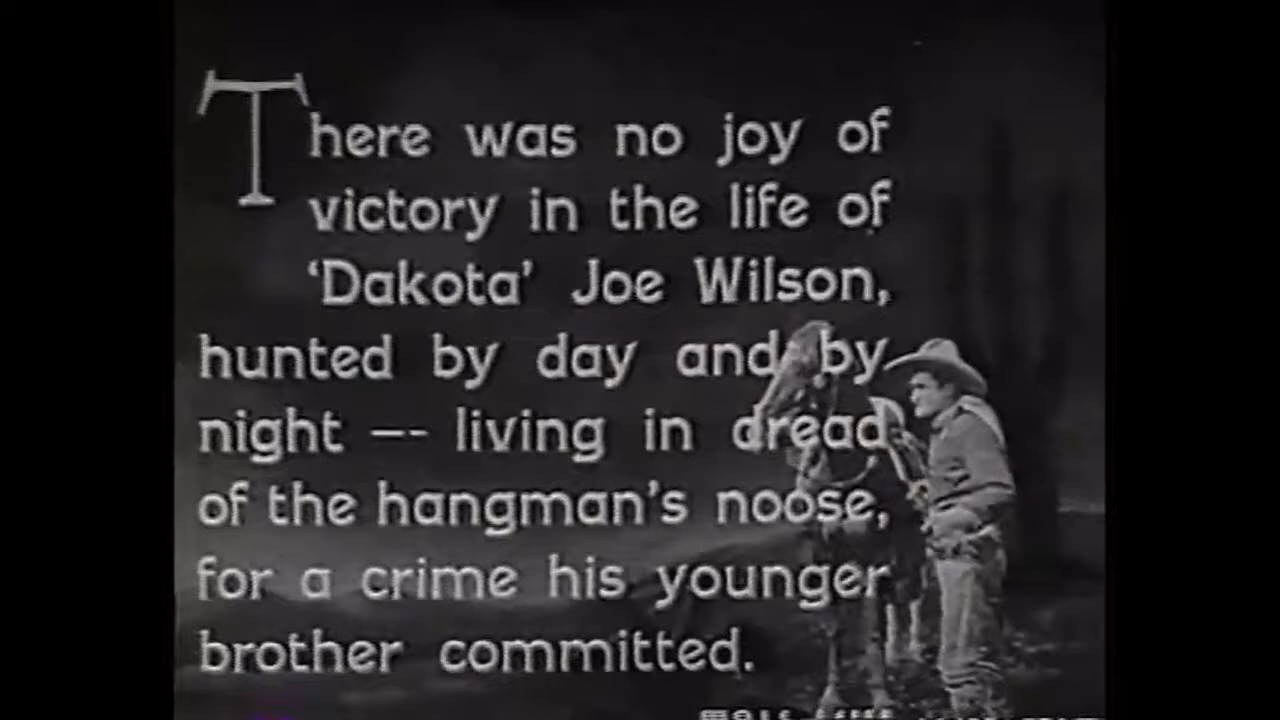 There was no joy of
victory in the life of
'Dakota' Joe Wilson,
hunted by day and by
night –- living in dread
of the hangman's noose,
for a crime his younger
brother committed.